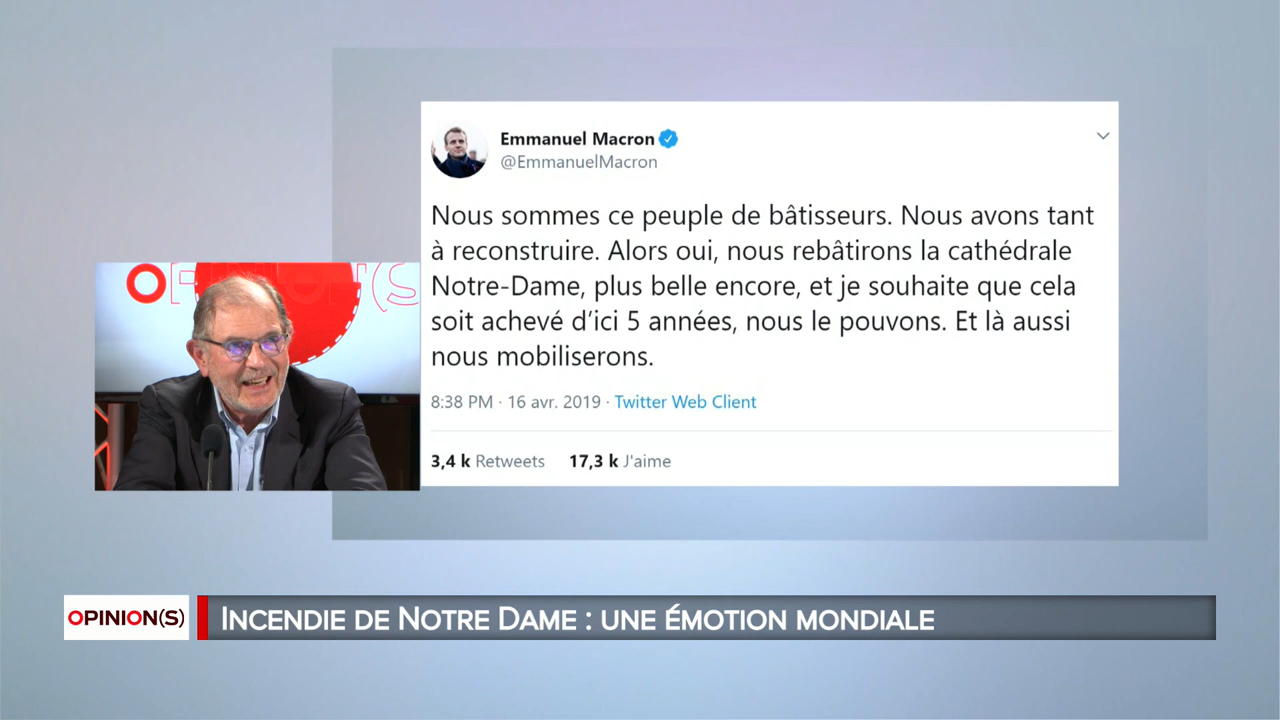 Emmanuel Macron
@EmmanuelMacron
Nous sommes ce peuple de bâtisseurs. Nous avons tant
à reconstruire. Alors oui, nous rebâtirons la cathédrale
Notre-Dame, plus belle encore, et je souhaite que cela
soit achevé d'ici 5 années, nous le pouvons. Et là aussi
nous mobiliserons.
8:38 PM · 16 avr. 2019 · Twitter Web Client
3,4 k Retweets 17,3 k J'aime
OPINION(S)
OPINION(S) INCENDIE DE NOTRE DAME : UNE ÉMOTION MONDIALE